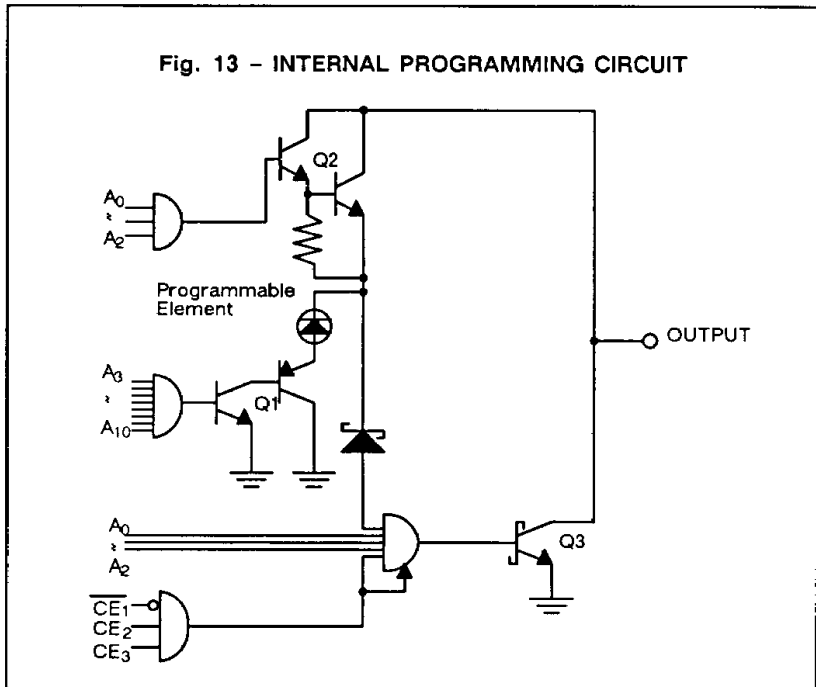 Fig. 13 – INTERNAL PROGRAMMING CIRCUIT
Q2
A0
~
A2
Programmable
Element
OUTPUT
A3
~
A10
Q1
A0
~
A2
Q3
CE1
CE2
CE3